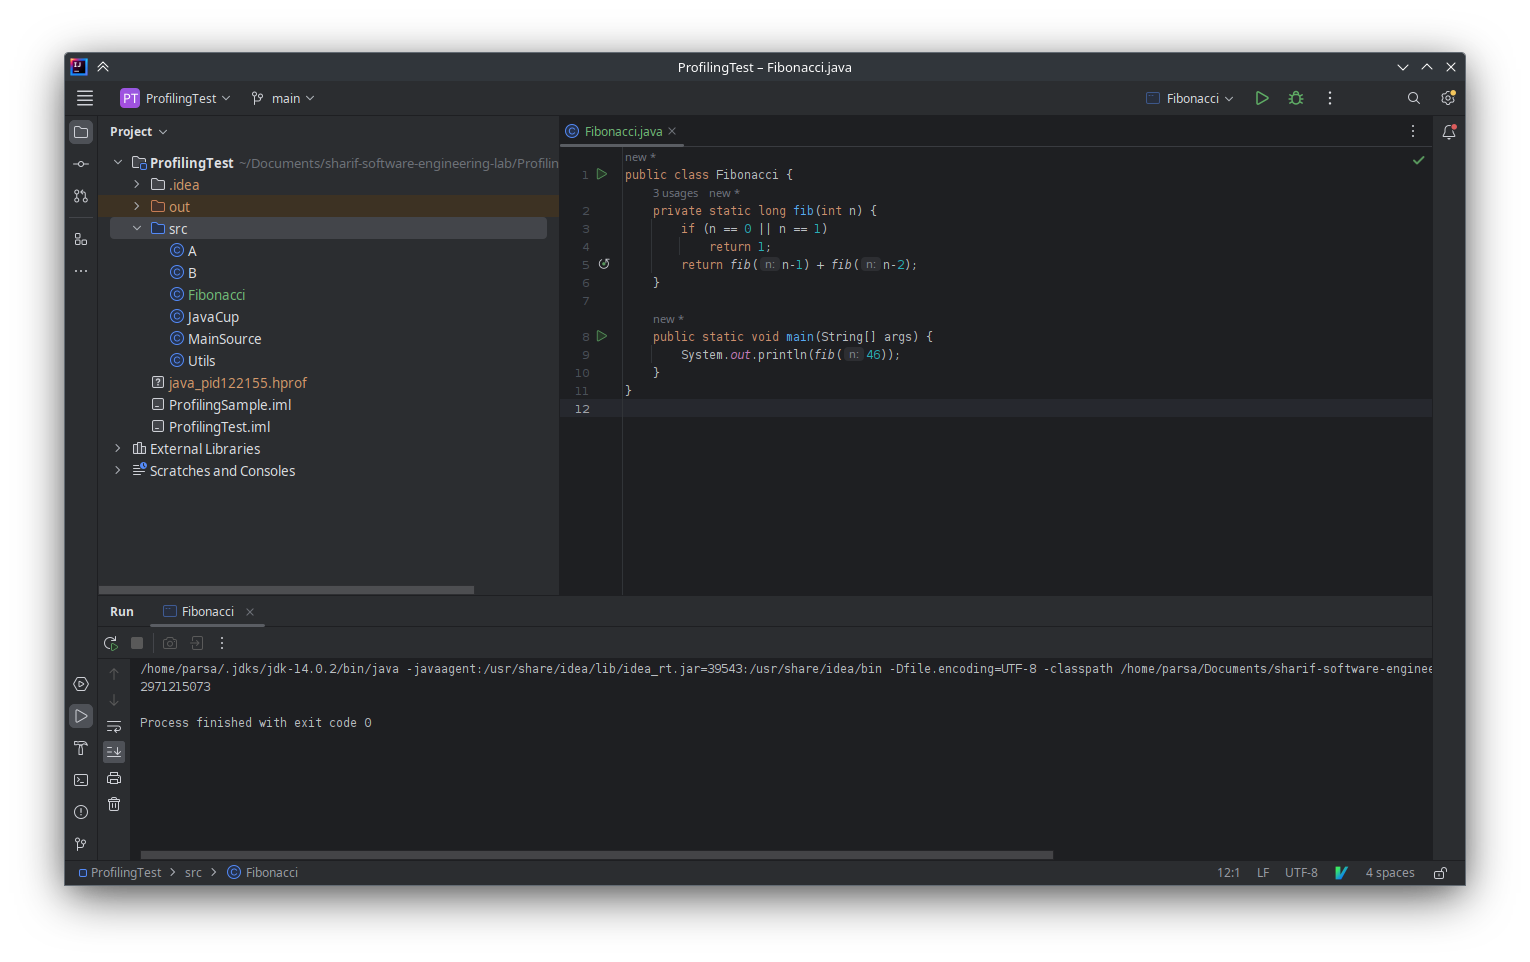 ProfilingTest – Fibonacci.java
PT ProfilingTest main Fibonacci
Project
ProfilingTest ~/Documents/sharif-software-engineering-lab/Profilin
.idea
out
src
A
B
Fibonacci
JavaCup
MainSource
Utils
java_pid122155.hprof
ProfilingSample.iml
ProfilingTest.iml
External Libraries
Scratches and Consoles
Fibonacci.java
new *
1 public class Fibonacci {
3 usages new *
2 private static long fib(int n) {
3 if (n == 0 || n == 1)
4 return 1;
5 return fib( n: n-1) + fib( n: n-2);
6 }
7
new *
8 public static void main(String[] args) {
9 System.out.println(fib( n: 46));
10 }
11 }
12
Run Fibonacci
/home/parsa/.jdks/jdk-14.0.2/bin/java -javaagent:/usr/share/idea/lib/idea_rt.jar=39543:/usr/share/idea/bin -Dfile.encoding=UTF-8 -classpath /home/parsa/Documents/sharif-software-enginee
2971215073
Process finished with exit code 0
ProfilingTest src Fibonacci
12:1 LF UTF-8 4 spaces